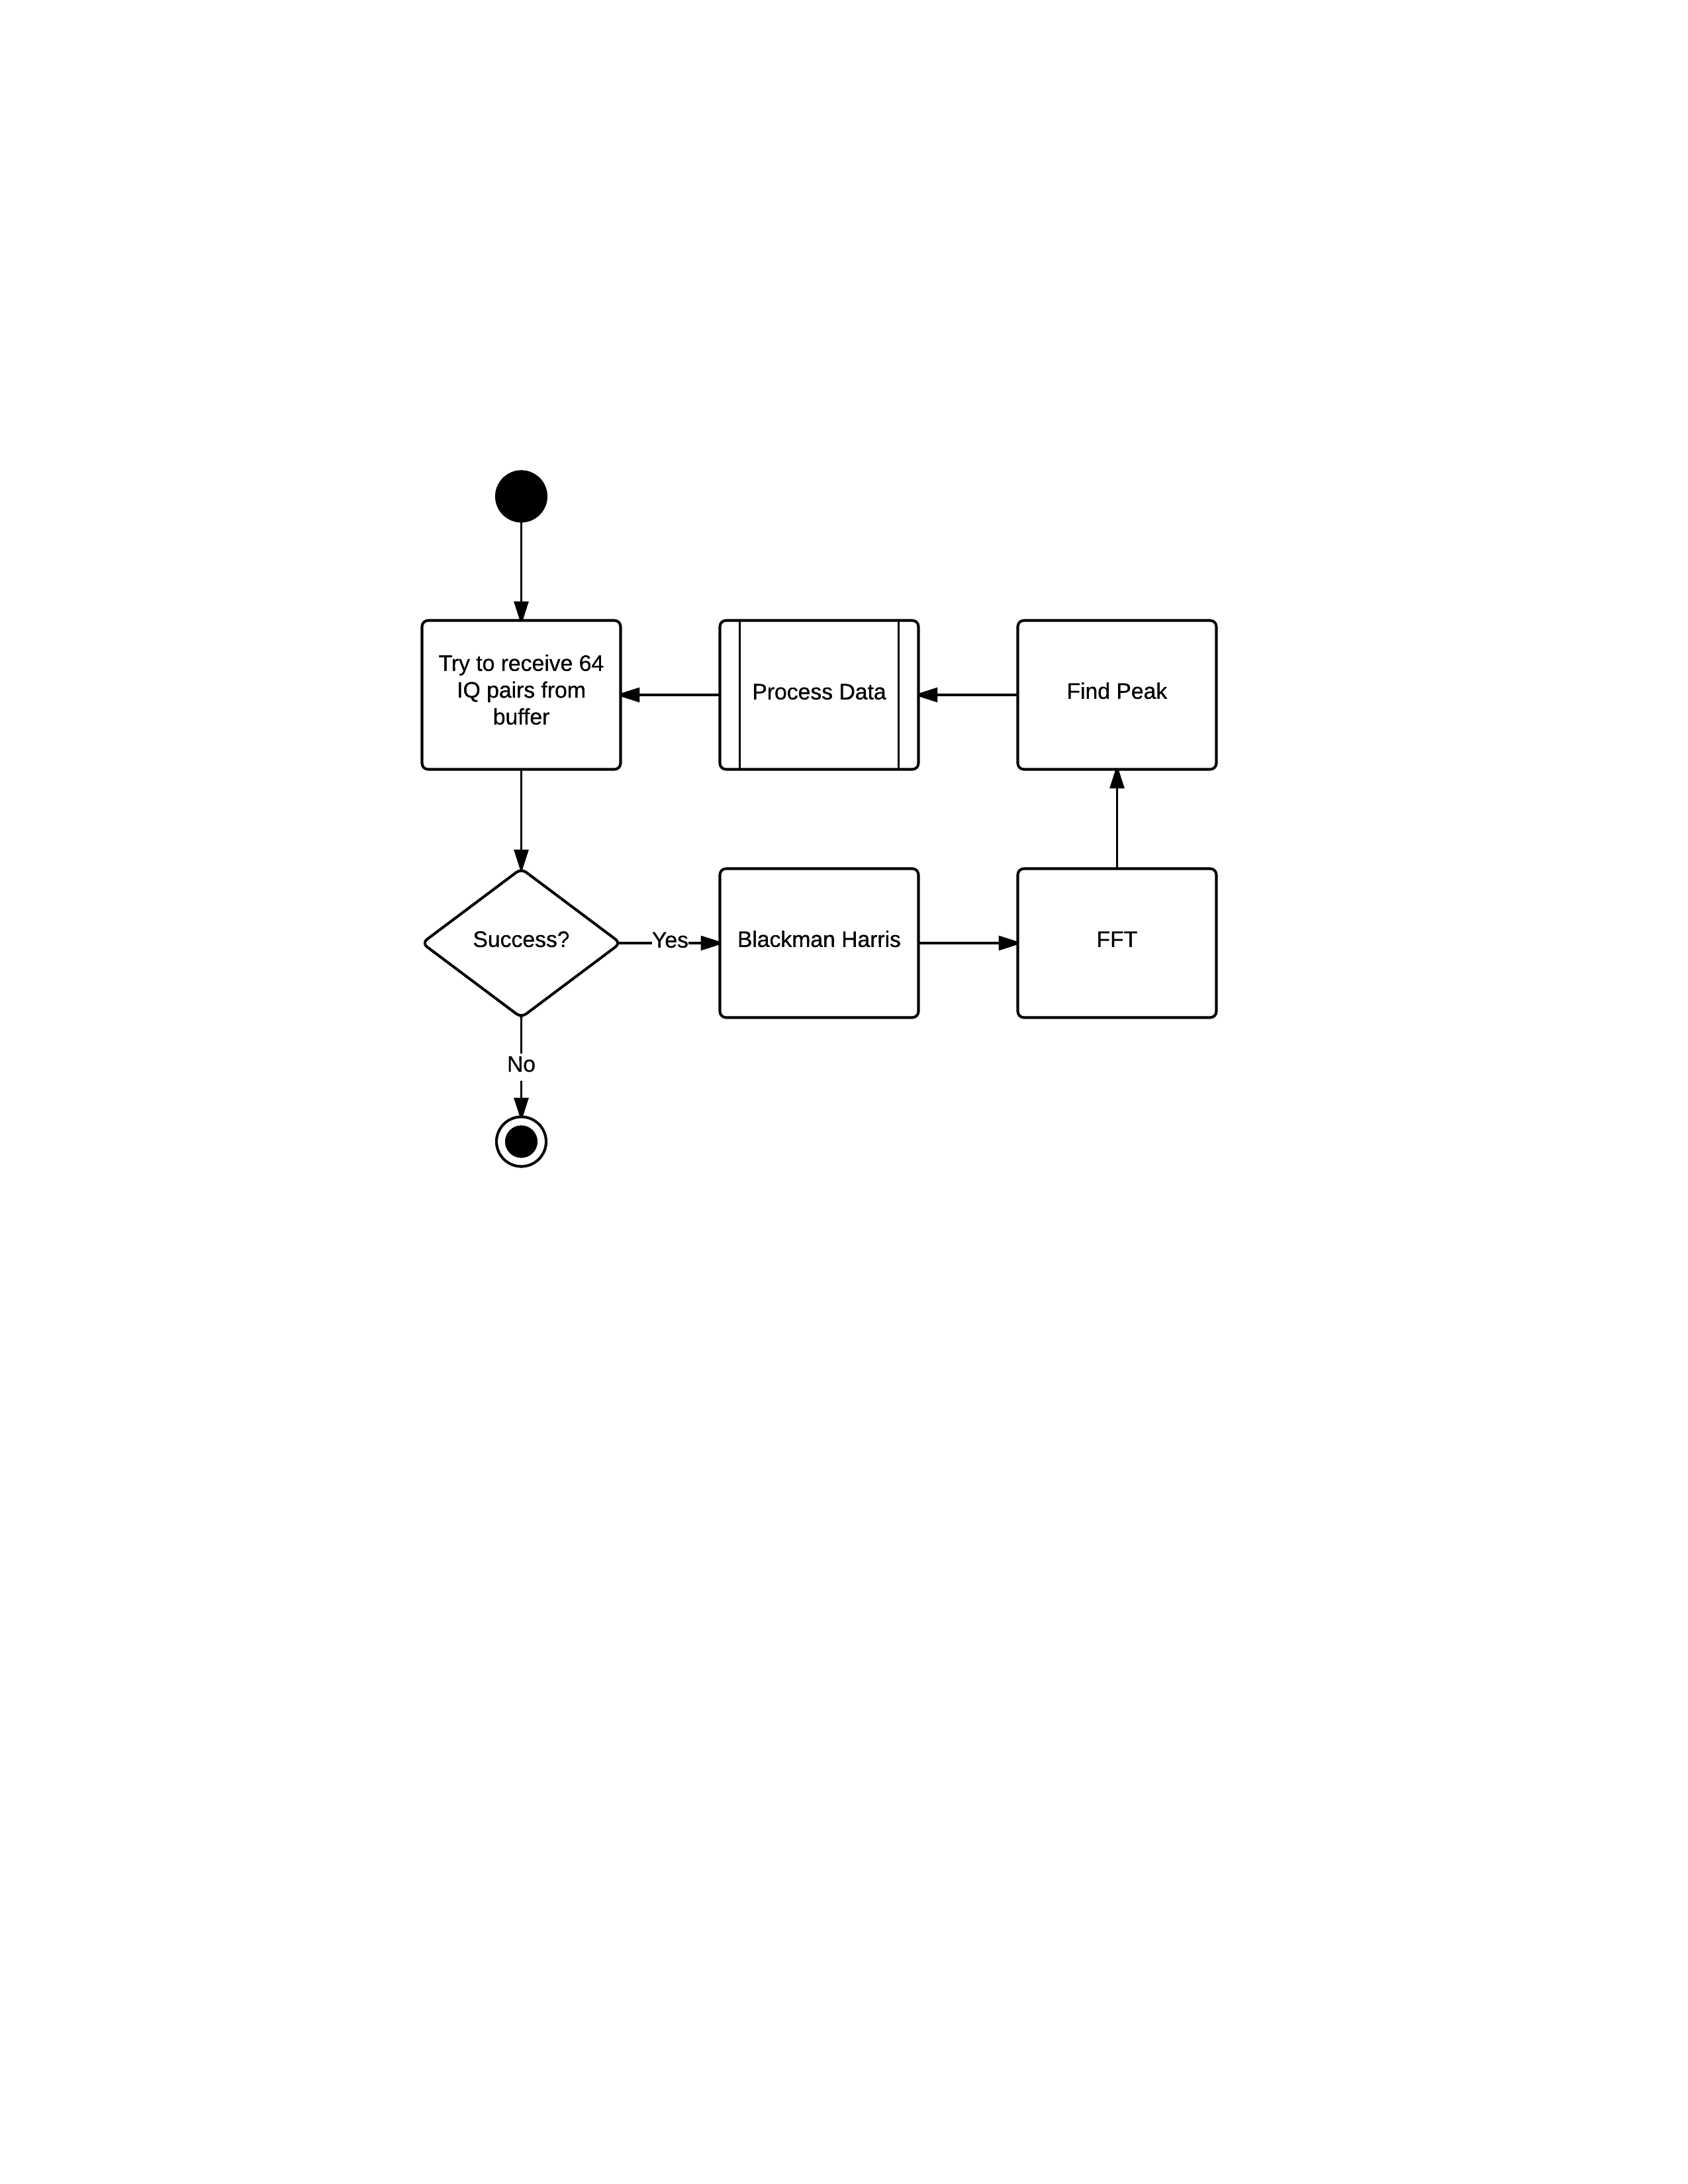 Try to receive 64
IQ pairs from
buffer
Process Data
Find Peak
Success?
Yes
Blackman Harris
FFT
No